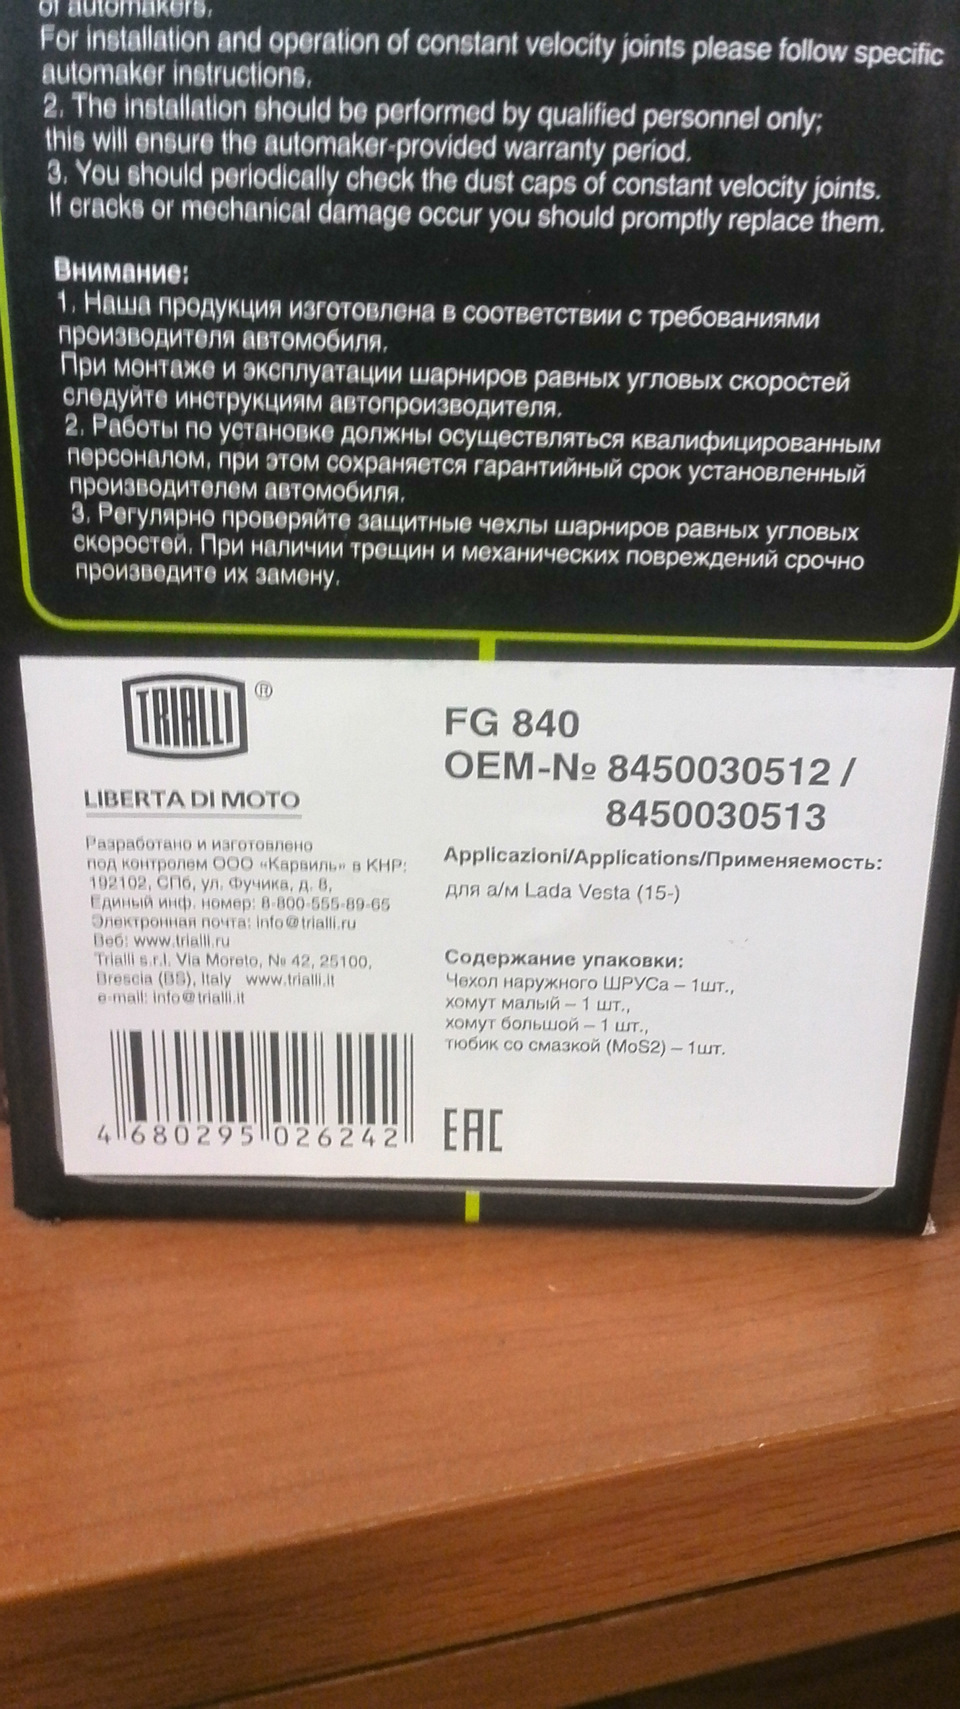 of automakers.
For installation and operation of constant velocity joints please follow specific
automaker instructions.
2. The installation should be performed by qualified personnel only;
this will ensure the automaker-provided warranty period.
3. You should periodically check the dust caps of constant velocity joints.
If cracks or mechanical damage occur you should promptly replace them.
Внимание:
1. Наша продукция изготовлена в соответствии с требованиями
производителя автомобиля.
При монтаже и эксплуатации шарниров равных угловых скоростей
следуйте инструкциям автопроизводителя.
2. Работы по установке должны осуществляться квалифицированным
персоналом, при этом сохраняется гарантийный срок установленный
производителем автомобиля.
3. Регулярно проверяйте защитные чехлы шарниров равных угловых
скоростей. При наличии трещин и механических повреждений срочно
произведите их замену.
TRIALLI ®
LIBERTA DI MOTO
Разработано и изготовлено
под контролем ООО «Карвиль» в КНР:
192102, СПб, ул. Фучика, д. 8,
Единый инф. номер: 8-800-555-89-65
Электронная почта: info@trialli.ru
Веб: www.trialli.ru
Trialli s.r.l. Via Moreto, № 42, 25100,
Brescia (BS), Italy www.trialli.it
e-mail: info@trialli.it
4 680295 026242
FG 840
OEM-№ 8450030512 /
8450030513
Applicazioni/Applications/Применяемость:
для а/м Lada Vesta (15-)
Содержание упаковки:
Чехол наружного ШРУСа – 1шт.,
хомут малый – 1 шт.,
хомут большой – 1 шт.,
тюбик со смазкой (MoS2) – 1шт.
EAC